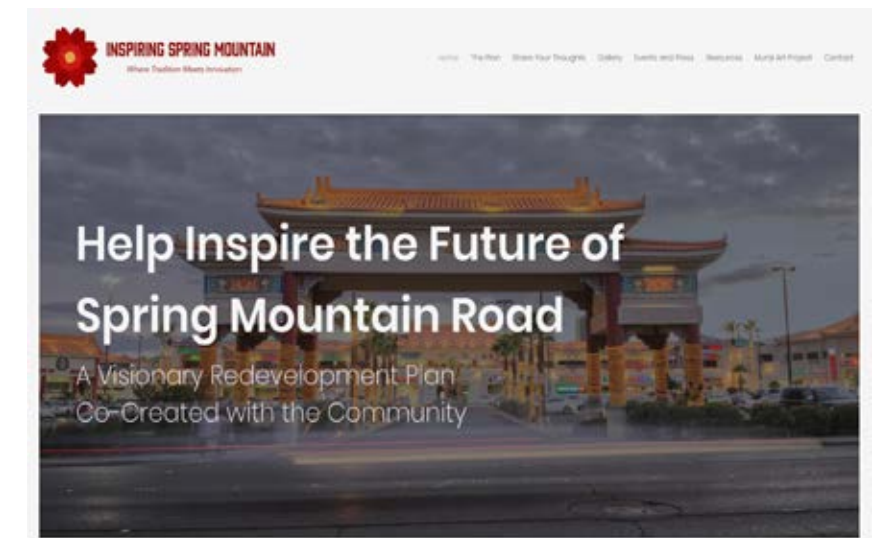 INSPIRING SPRING MOUNTAIN
Where Tradition Meets Innovation
Home The Plan Share Your Thoughts Gallery Events and Press Resources Mural Art Project Contact
Help Inspire the Future of
Spring Mountain Road
A Visionary Redevelopment Plan
Co-Created with the Community